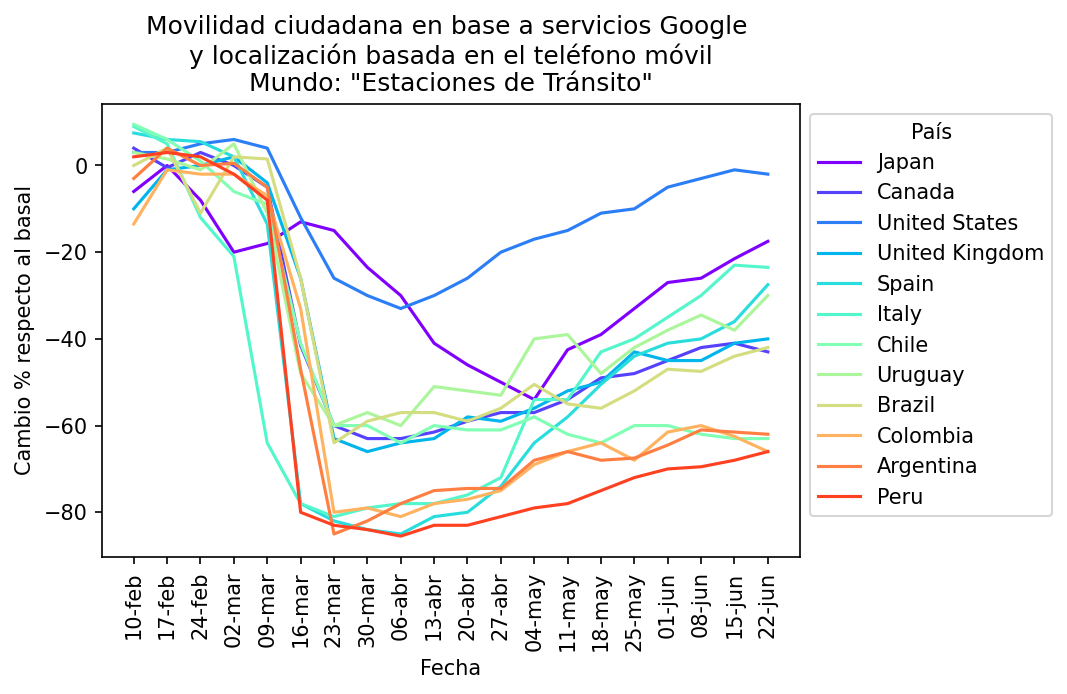 Movilidad ciudadana en base a servicios Google
y localización basada en el teléfono móvil
Mundo: "Estaciones de Tránsito"
Cambio % respecto al basal
0
−20
−40
−60
−80
10-feb
17-feb
24-feb
02-mar
09-mar
16-mar
23-mar
30-mar
06-abr
13-abr
20-abr
27-abr
04-may
11-may
18-may
25-may
01-jun
08-jun
15-jun
22-jun
Fecha
País
Japan
Canada
United States
United Kingdom
Spain
Italy
Chile
Uruguay
Brazil
Colombia
Argentina
Peru